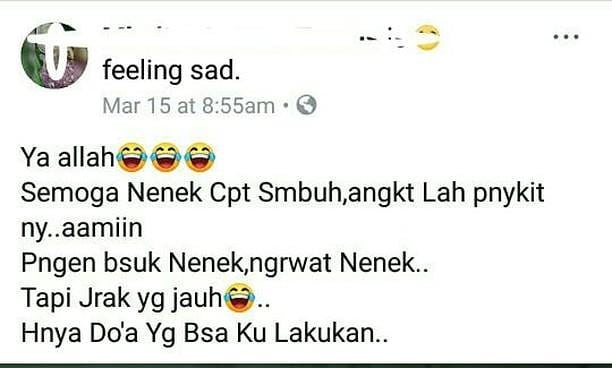 feeling sad.
Mar 15 at 8:55am •
Ya allah😂😂😂
Semoga Nenek Cpt Smbuh,angkt Lah pnykit
ny..aamiin
Pngen bsuk Nenek,ngrwat Nenek..
Tapi Jrak yg jauh😂..
Hnya Do'a Yg Bsa Ku Lakukan..